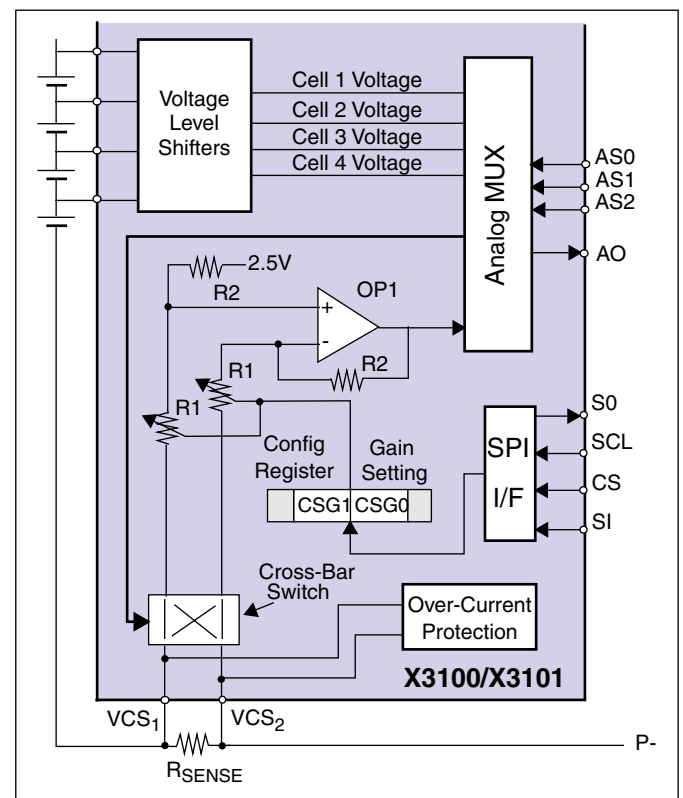 Voltage
Level
Shifters
Cell 1 Voltage
Cell 2 Voltage
Cell 3 Voltage
Cell 4 Voltage
Analog MUX
AS0
AS1
AS2
AO
2.5V
R2
OP1
+
-
R2
R1
R1
Config
Register
Gain
Setting
CSG1 CSG0
SPI
I/F
S0
SCL
CS
SI
Cross-Bar
Switch
Over-Current
Protection
X3100/X3101
VCS1
VCS2
RSENSE
P-